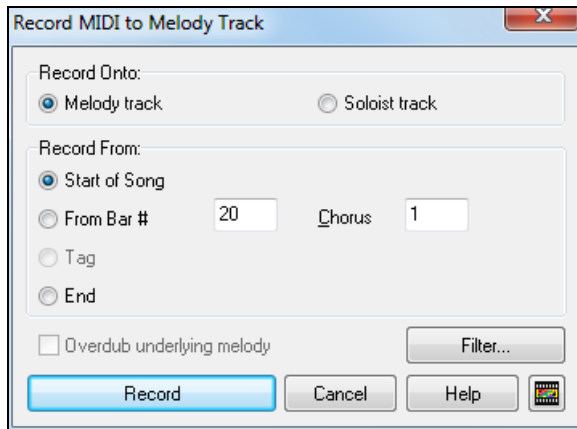 Record MIDI to Melody Track
Record Onto:
Melody track Soloist track
Record From:
Start of Song
From Bar # 20 Chorus 1
Tag
End
Overdub underlying melody Filter...
Record Cancel Help